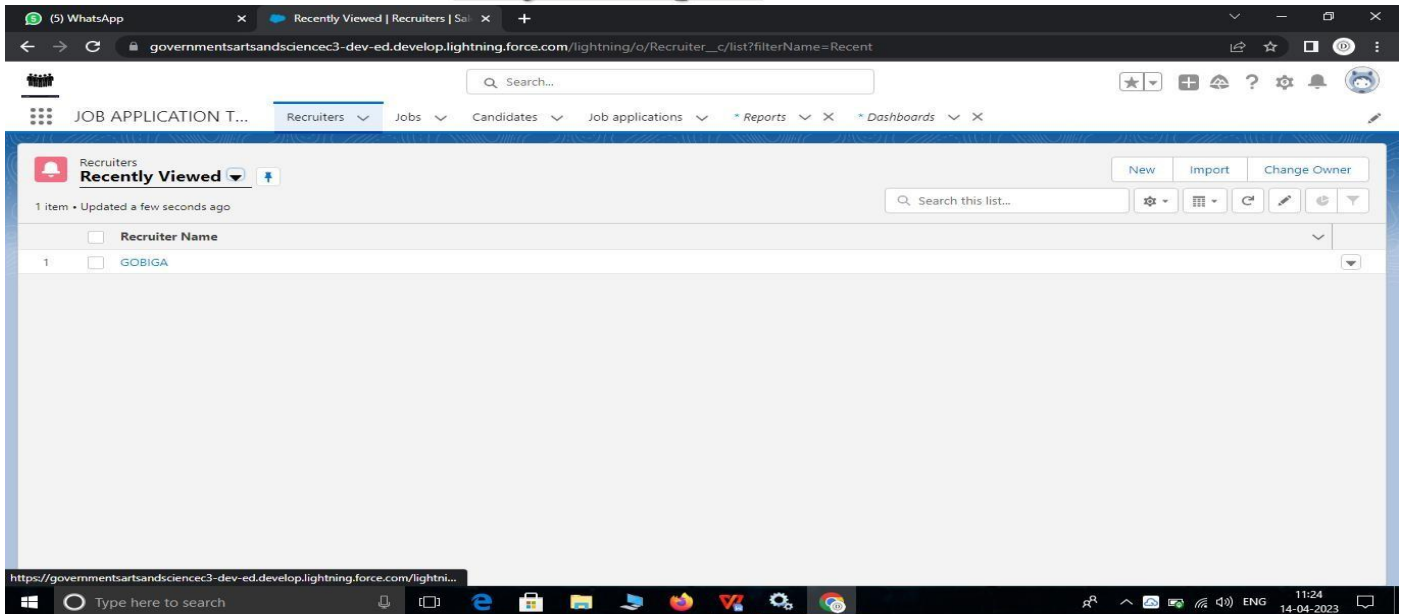 (5) WhatsApp
Recently Viewed | Recruiters | Sal
governmentsartsandsciencec3-dev-ed.develop.lightning.force.com/lightning/o/Recruiter__c/list?filterName=Recent
Search...
JOB APPLICATION T...
Recruiters
Jobs
Candidates
Job applications
* Reports
* Dashboards
Recruiters
Recently Viewed
New
Import
Change Owner
1 item • Updated a few seconds ago
Search this list...
Recruiter Name
1 GOBIGA
https://governmentsartsandsciencec3-dev-ed.develop.lightning.force.com/lightni...
Type here to search
ENG
11:24
14-04-2023